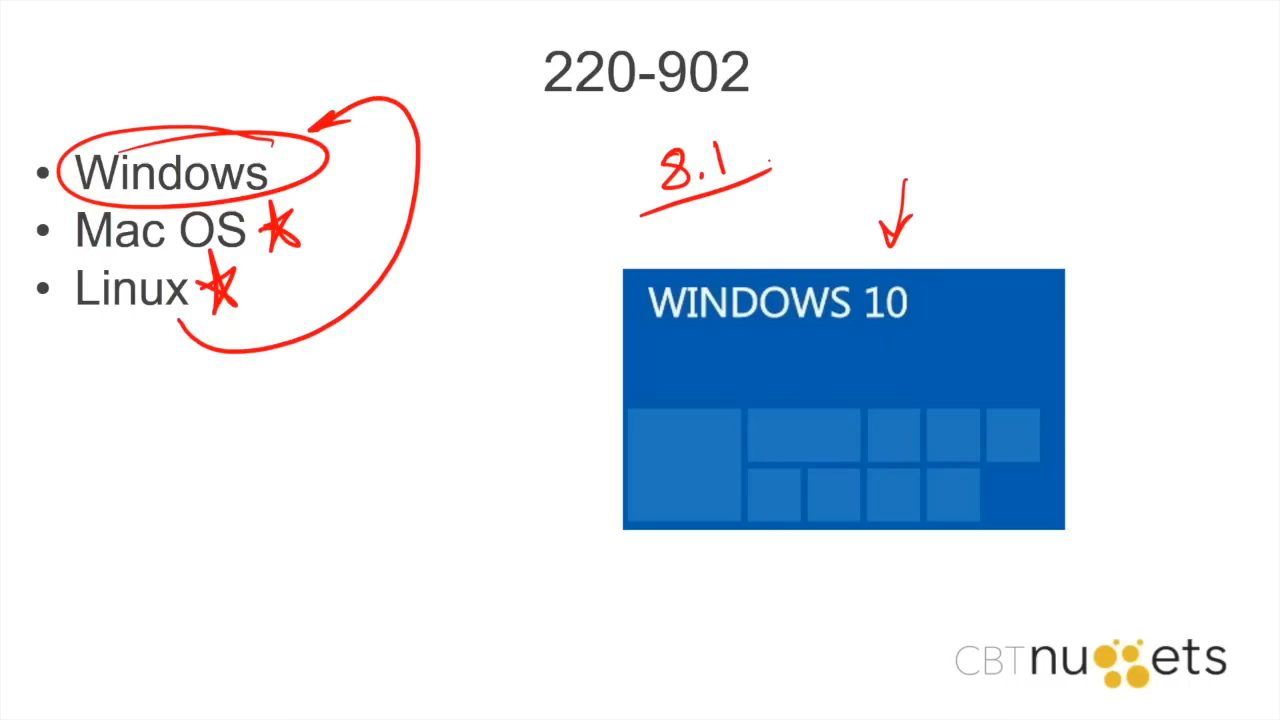 220-902
• Windows
• Mac OS
• Linux
8.1
WINDOWS 10
CBTnuggets